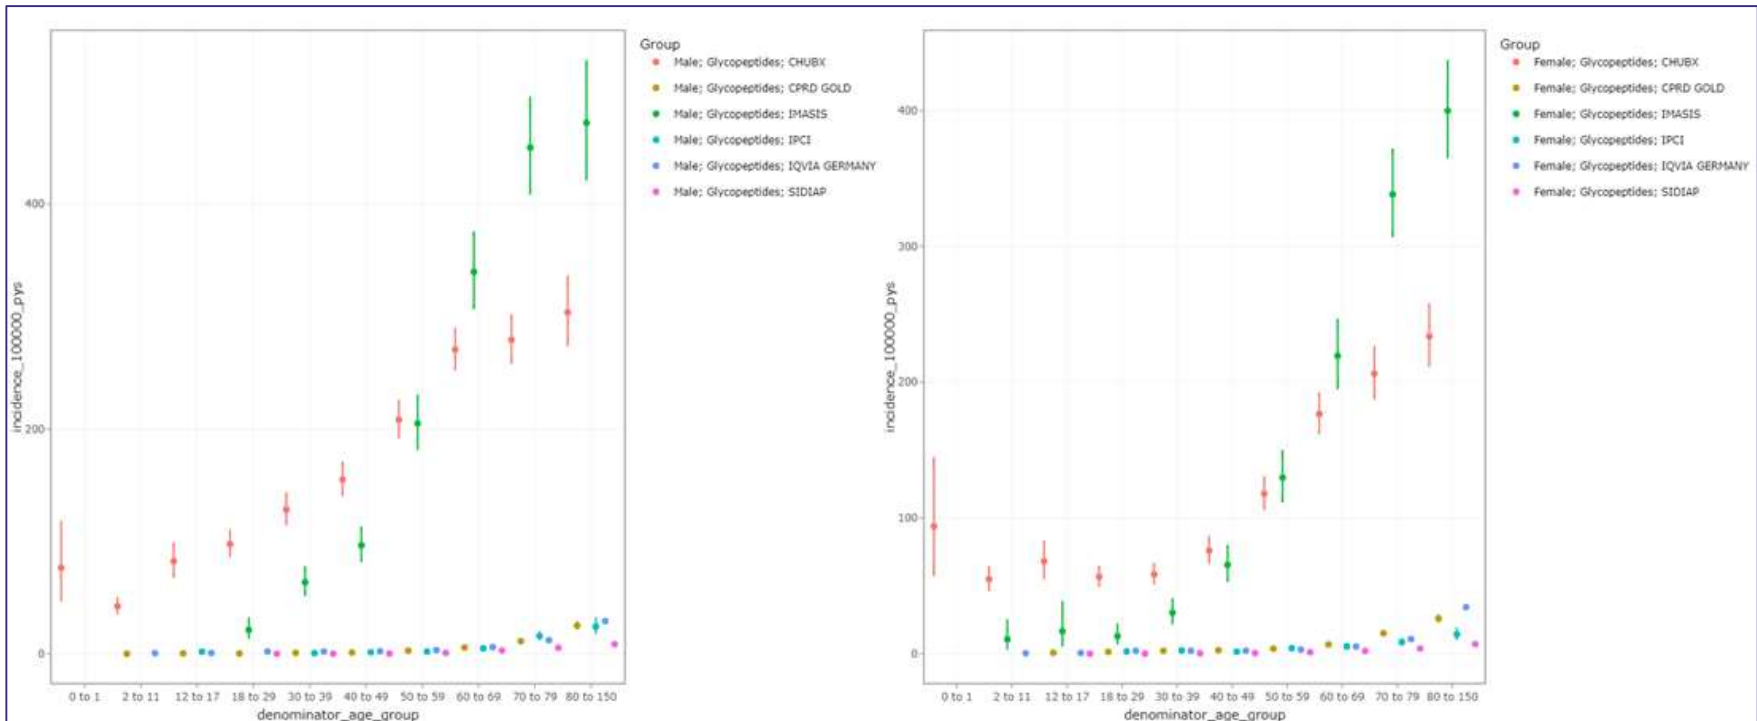 Group
Male; Glycopeptides; CHUBX
Male; Glycopeptides; CPRD GOLD
Male; Glycopeptides; IMASIS
Male; Glycopeptides; IPCI
Male; Glycopeptides; IQVIA GERMANY
Male; Glycopeptides; SIDIAP
400
200
0
incidence_100000_pys
0 to 1 2 to 11 12 to 17 18 to 29 30 to 39 40 to 49 50 to 59 60 to 69 70 to 79 80 to 150
denominator_age_group
Group
Female; Glycopeptides; CHUBX
Female; Glycopeptides; CPRD GOLD
Female; Glycopeptides; IMASIS
Female; Glycopeptides; IPCI
Female; Glycopeptides; IQVIA GERMANY
Female; Glycopeptides; SIDIAP
400
300
200
100
0
incidence_100000_pys
0 to 1 2 to 11 12 to 17 18 to 29 30 to 39 40 to 49 50 to 59 60 to 69 70 to 79 80 to 150
denominator_age_group